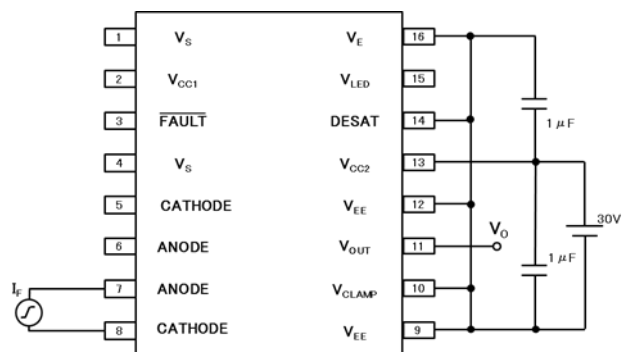 1 V_S V_E 16
2 V_CC1 V_LED 15
3 F̅A̅U̅L̅T̅ DESAT 14
1 μF
4 V_S V_CC2 13
5 CATHODE V_EE 12
30V
V_O
6 ANODE V_OUT 11
1 μF
I_F
7 ANODE V_CLAMP 10
8 CATHODE V_EE 9